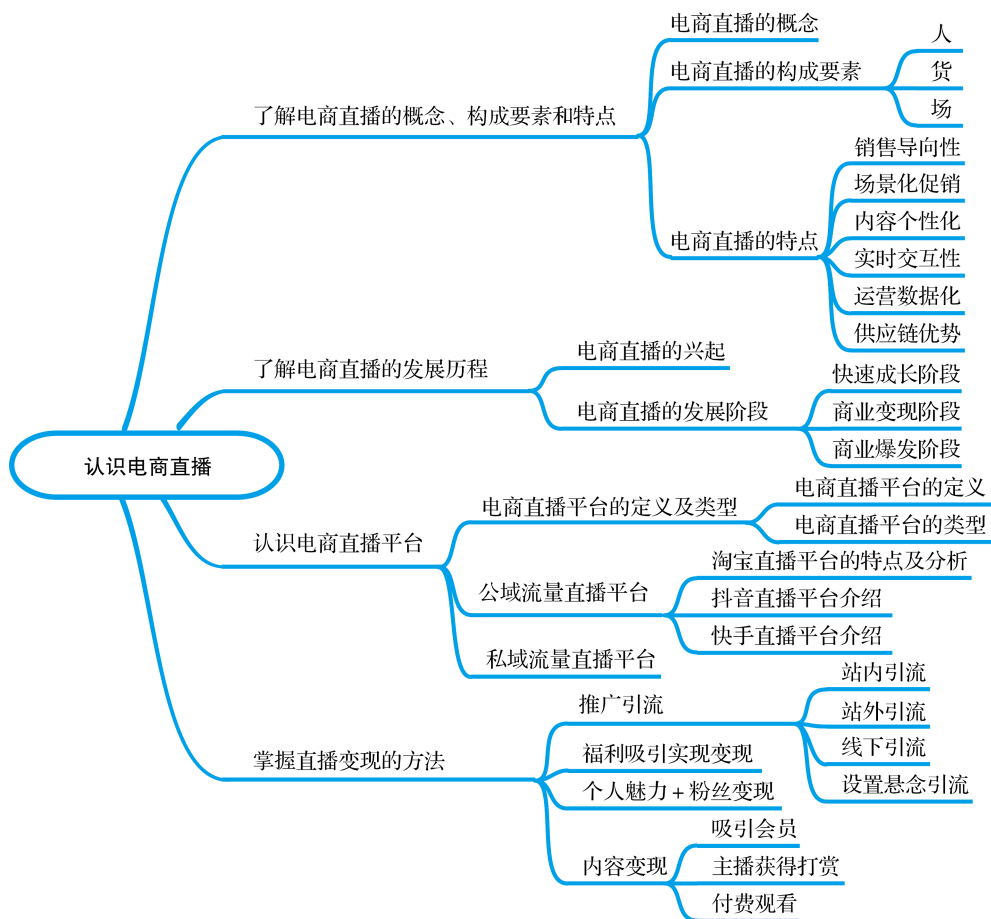 认识电商直播
了解电商直播的概念、构成要素和特点
电商直播的概念
电商直播的构成要素
人
货
场
电商直播的特点
销售导向性
场景化促销
内容个性化
实时交互性
运营数据化
供应链优势
了解电商直播的发展历程
电商直播的兴起
电商直播的发展阶段
快速成长阶段
商业变现阶段
商业爆发阶段
认识电商直播平台
电商直播平台的定义及类型
电商直播平台的定义
电商直播平台的类型
公域流量直播平台
淘宝直播平台的特点及分析
抖音直播平台介绍
快手直播平台介绍
私域流量直播平台
掌握直播变现的方法
推广引流
站内引流
站外引流
线下引流
设置悬念引流
福利吸引实现变现
个人魅力+粉丝变现
内容变现
吸引会员
主播获得打赏
付费观看